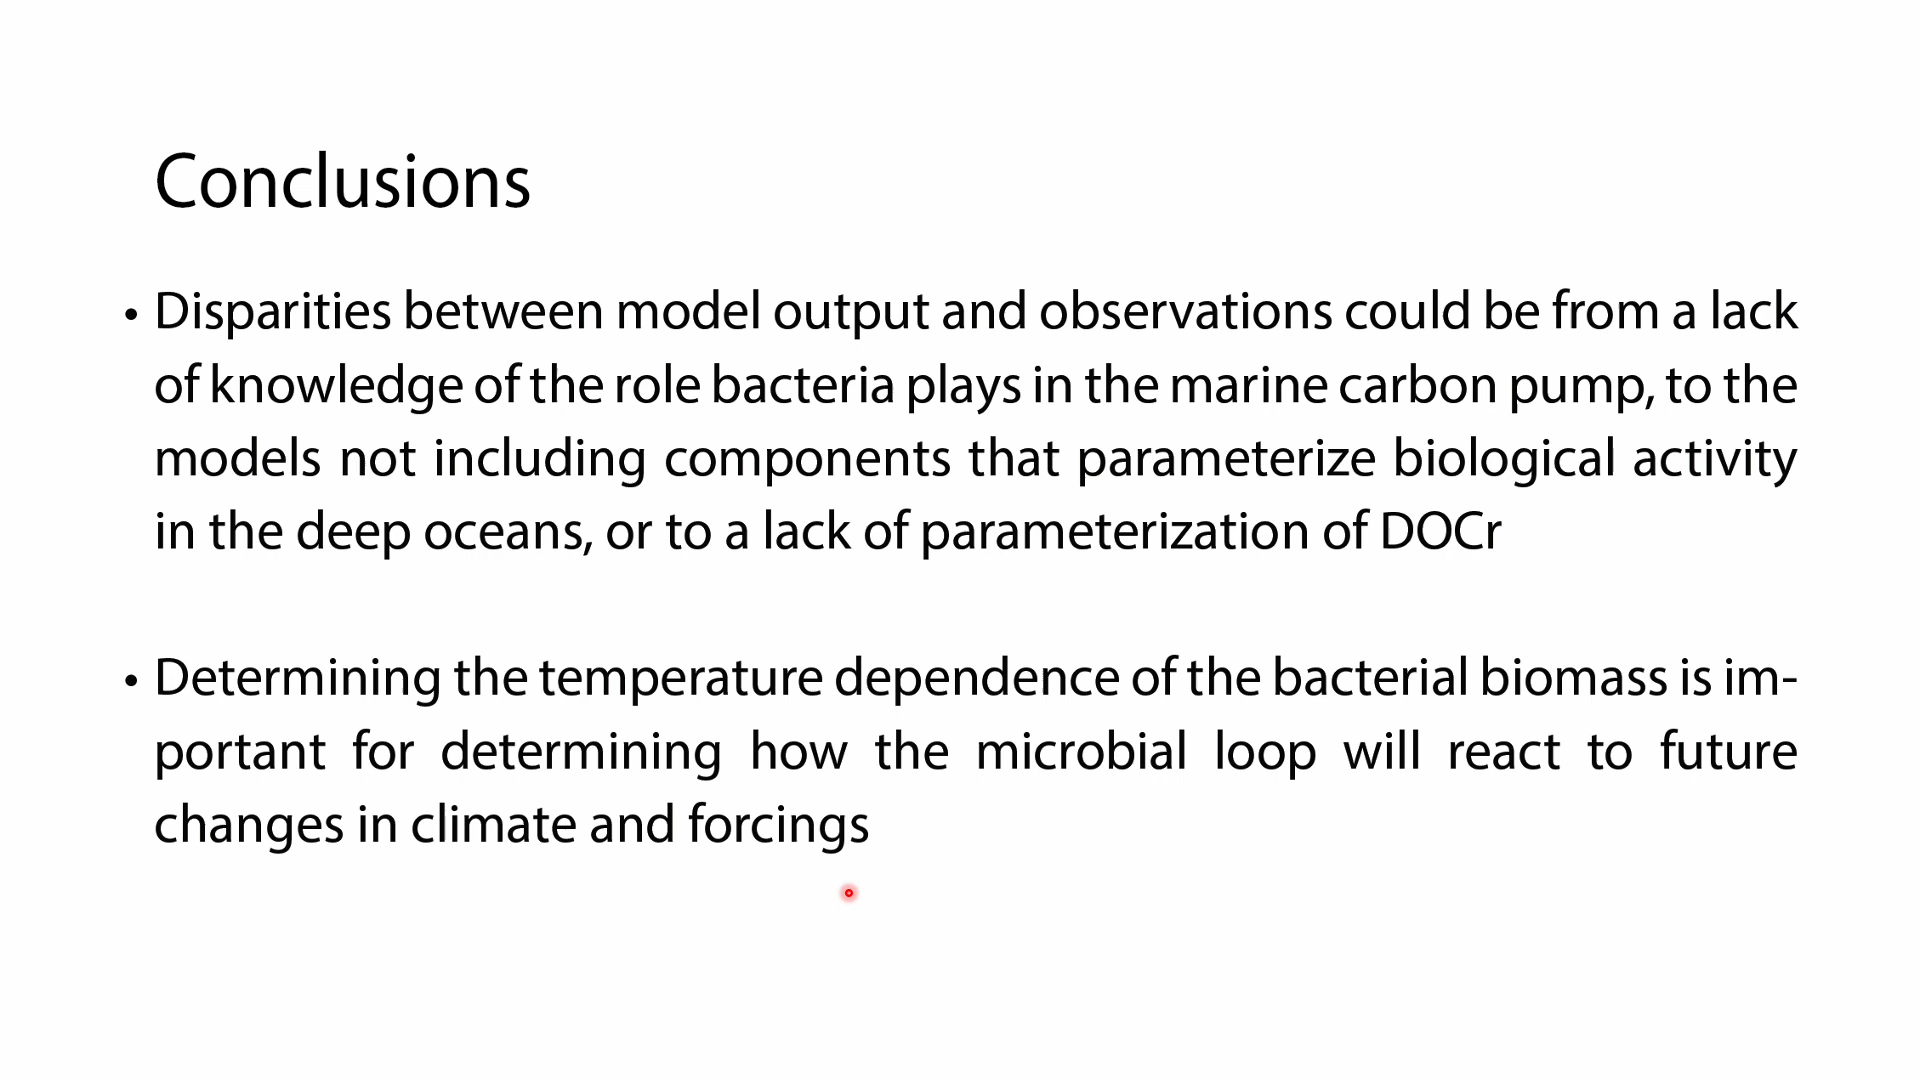 Conclusions
• Disparities between model output and observations could be from a lack
of knowledge of the role bacteria plays in the marine carbon pump, to the
models not including components that parameterize biological activity
in the deep oceans, or to a lack of parameterization of DOCr
• Determining the temperature dependence of the bacterial biomass is im-
portant for determining how the microbial loop will react to future
changes in climate and forcings